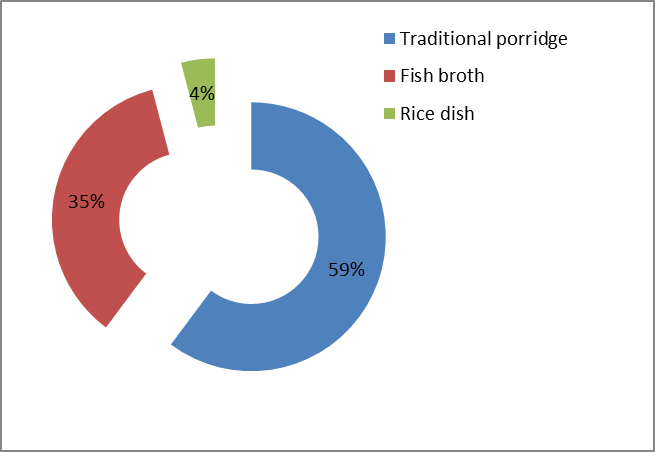 Traditional porridge
Fish broth
Rice dish
4%
35%
59%